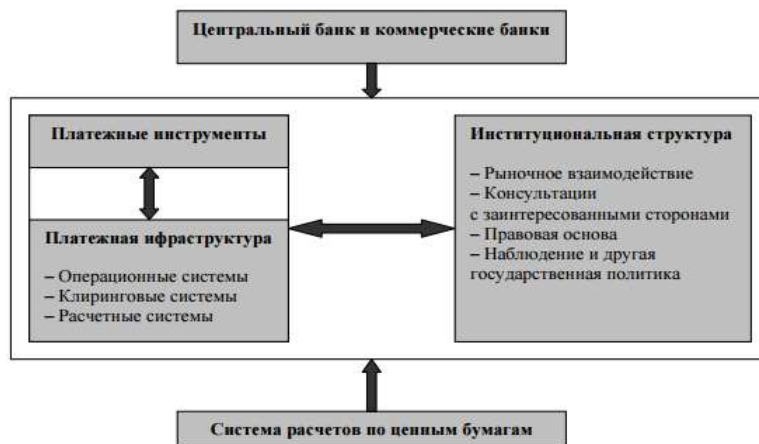 Центральный банк и коммерческие банки
Платежные инструменты
Платежная ифраструктура
– Операционные системы
– Клиринговые системы
– Расчетные системы
Институциональная структура
– Рыночное взаимодействие
– Консультации
с заинтересованными сторонами
– Правовая основа
– Наблюдение и другая
государственная политика
Система расчетов по ценным бумагам